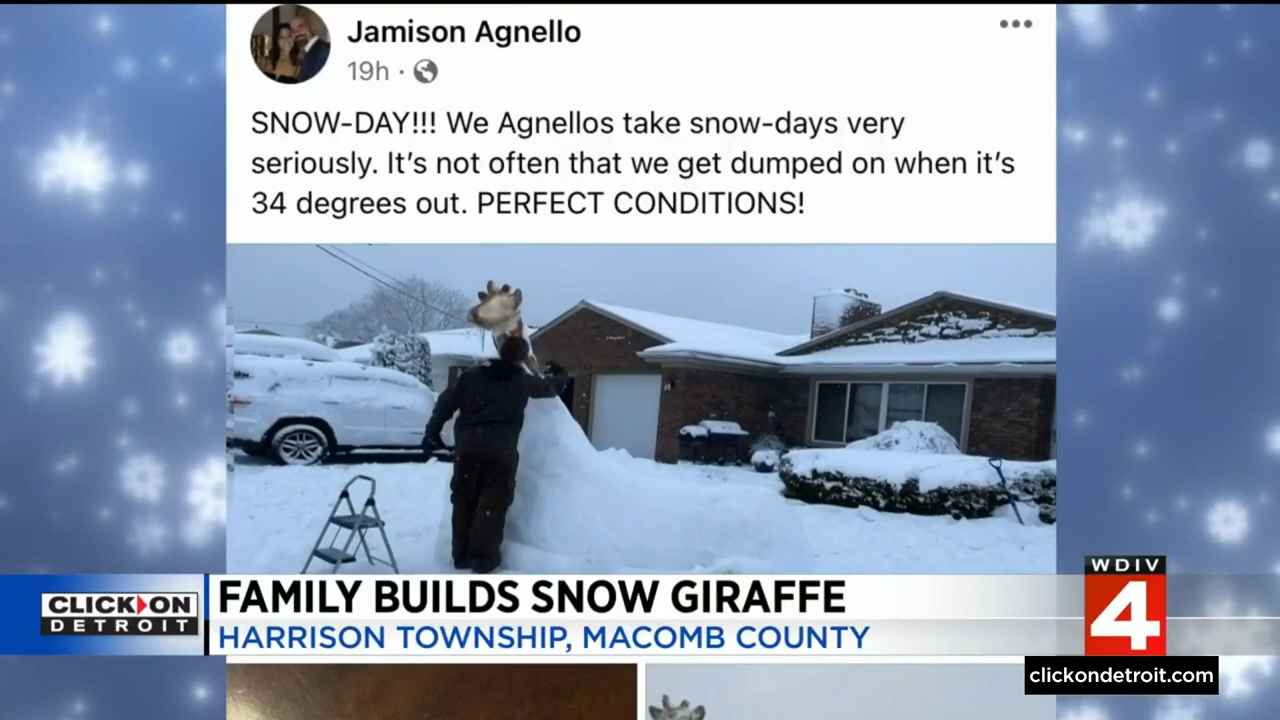 Jamison Agnello
19h ·
SNOW-DAY!!! We Agnellos take snow-days very
seriously. It's not often that we get dumped on when it's
34 degrees out. PERFECT CONDITIONS!
CLICK ON
DETROIT
FAMILY BUILDS SNOW GIRAFFE
HARRISON TOWNSHIP, MACOMB COUNTY
WDIV
4
clickondetroit.com